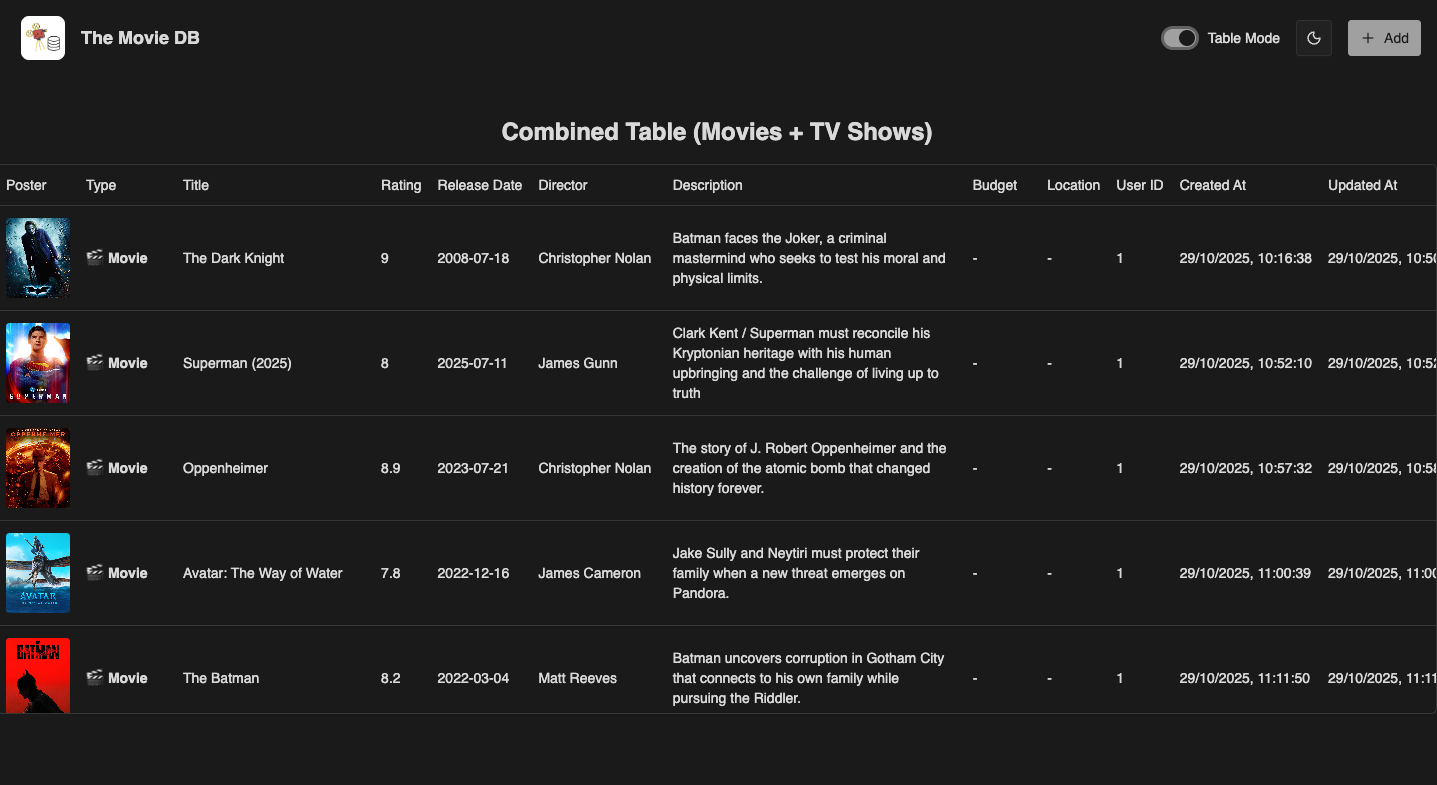 The Movie DB
Table Mode
Add
Combined Table (Movies + TV Shows)
Poster Type Title Rating Release Date Director Description Budget Location User ID Created At Updated At
Movie The Dark Knight 9 2008-07-18 Christopher Nolan Batman faces the Joker, a criminal
mastermind who seeks to test his moral and
physical limits. - - 1 29/10/2025, 10:16:38 29/10/2025, 10:50
SUPERMAN
Movie Superman (2025) 8 2025-07-11 James Gunn Clark Kent / Superman must reconcile his
Kryptonian heritage with his human
upbringing and the challenge of living up to
truth - - 1 29/10/2025, 10:52:10 29/10/2025, 10:52
OPPENHEIMER
Movie Oppenheimer 8.9 2023-07-21 Christopher Nolan The story of J. Robert Oppenheimer and the
creation of the atomic bomb that changed
history forever. - - 1 29/10/2025, 10:57:32 29/10/2025, 10:58
AVATAR
Movie Avatar: The Way of Water 7.8 2022-12-16 James Cameron Jake Sully and Neytiri must protect their
family when a new threat emerges on
Pandora. - - 1 29/10/2025, 11:00:39 29/10/2025, 11:00
BATMAN
Movie The Batman 8.2 2022-03-04 Matt Reeves Batman uncovers corruption in Gotham City
that connects to his own family while
pursuing the Riddler. - - 1 29/10/2025, 11:11:50 29/10/2025, 11:11